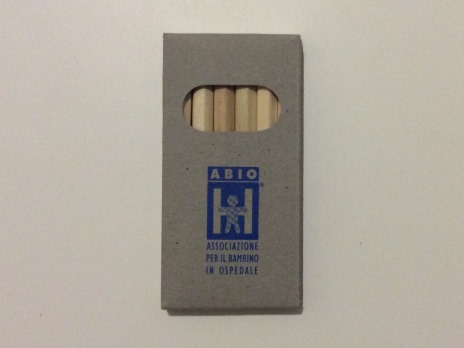 ABIO
H
ASSOCIAZIONE
PER IL BAMBINO
IN OSPEDALE